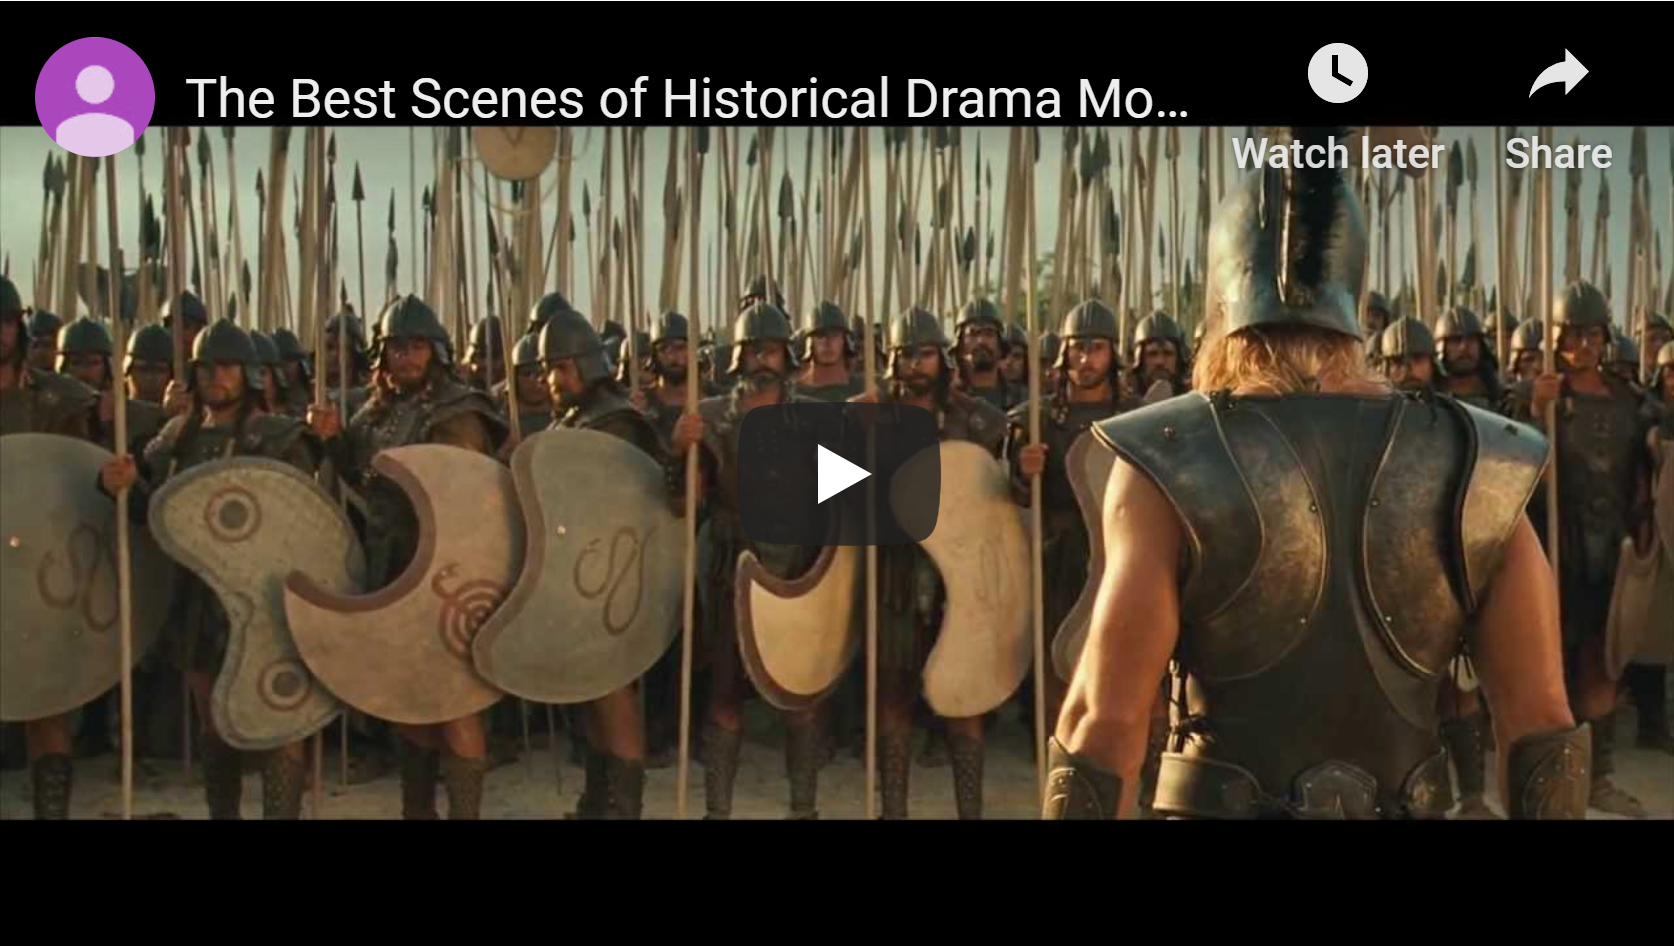 The Best Scenes of Historical Drama Mo...
Watch later
Share